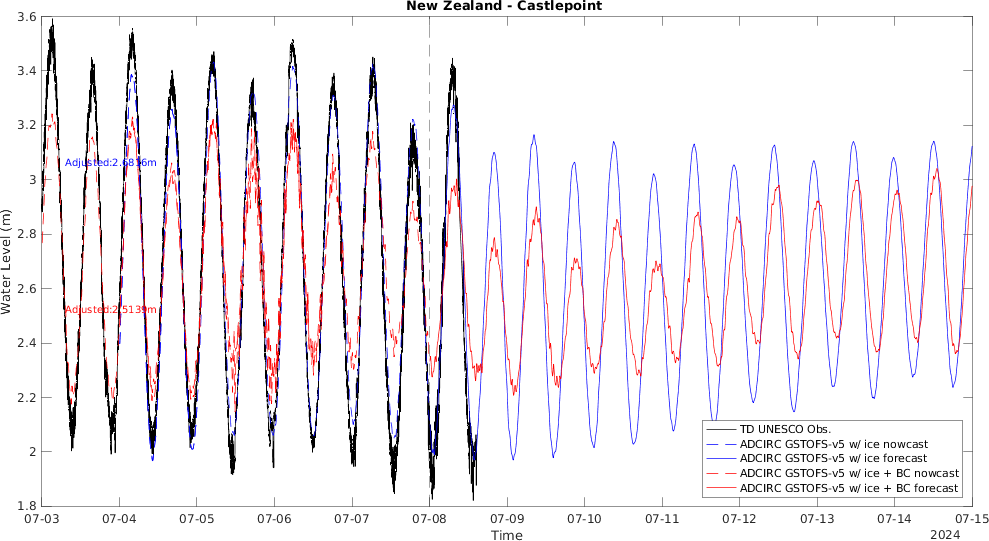 New Zealand - Castlepoint
Water Level (m)
3.6
3.4
3.2
3
2.8
2.6
2.4
2.2
2
1.8
Adjusted:2.6816m
Adjusted:2.5139m
TD UNESCO Obs.
ADCIRC GSTOFS-v5 w/ ice nowcast
ADCIRC GSTOFS-v5 w/ ice forecast
ADCIRC GSTOFS-v5 w/ ice + BC nowcast
ADCIRC GSTOFS-v5 w/ ice + BC forecast
07-03 07-04 07-05 07-06 07-07 07-08 07-09 07-10 07-11 07-12 07-13 07-14 07-15
Time
2024